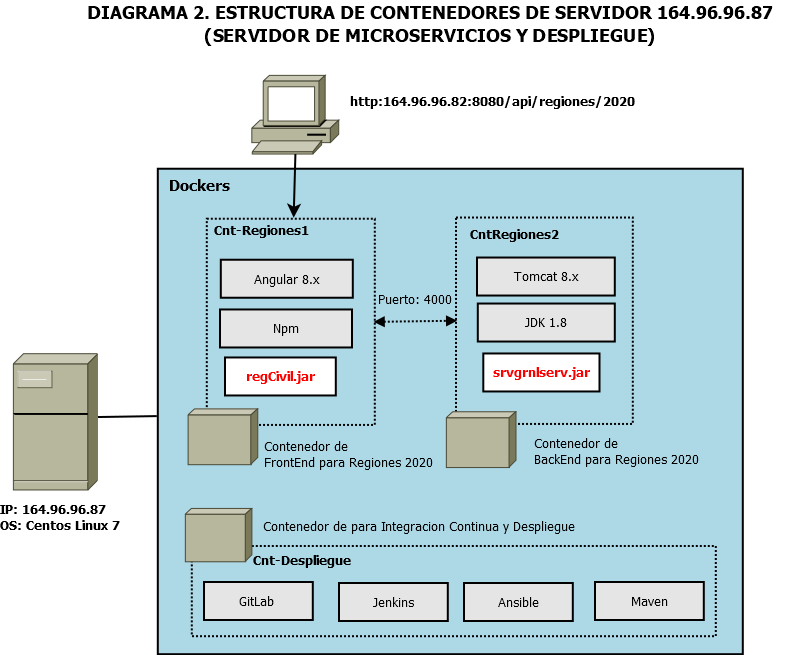 DIAGRAMA 2. ESTRUCTURA DE CONTENEDORES DE SERVIDOR 164.96.96.87
(SERVIDOR DE MICROSERVICIOS Y DESPLIEGUE)
http:164.96.96.82:8080/api/regiones/2020
Dockers
Cnt-Regiones1
Angular 8.x
Npm
regCivil.jar
Puerto: 4000
CntRegiones2
Tomcat 8.x
JDK 1.8
srvgrnlserv.jar
Contenedor de
FrontEnd para Regiones 2020
Contenedor de
BackEnd para Regiones 2020
IP: 164.96.96.87
OS: Centos Linux 7
Contenedor de para Integracion Continua y Despliegue
Cnt-Despliegue
GitLab
Jenkins
Ansible
Maven